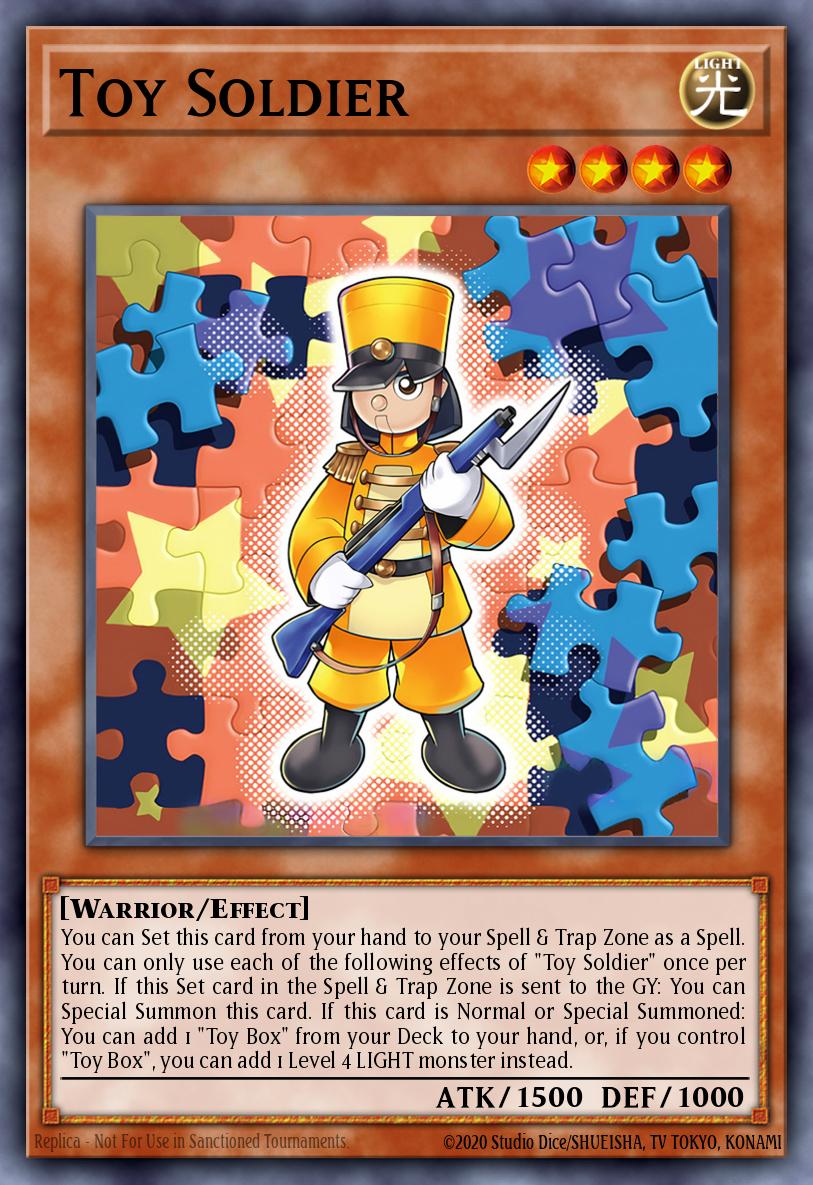 Toy Soldier
LIGHT
光
[Warrior/Effect]
You can Set this card from your hand to your Spell & Trap Zone as a Spell.
You can only use each of the following effects of "Toy Soldier" once per
turn. If this Set card in the Spell & Trap Zone is sent to the GY: You can
Special Summon this card. If this card is Normal or Special Summoned:
You can add 1 "Toy Box" from your Deck to your hand, or, if you control
"Toy Box", you can add 1 Level 4 LIGHT monster instead.
ATK/1500 DEF/1000
Replica - Not For Use in Sanctioned Tournaments.
©2020 Studio Dice/SHUEISHA, TV TOKYO, KONAMI